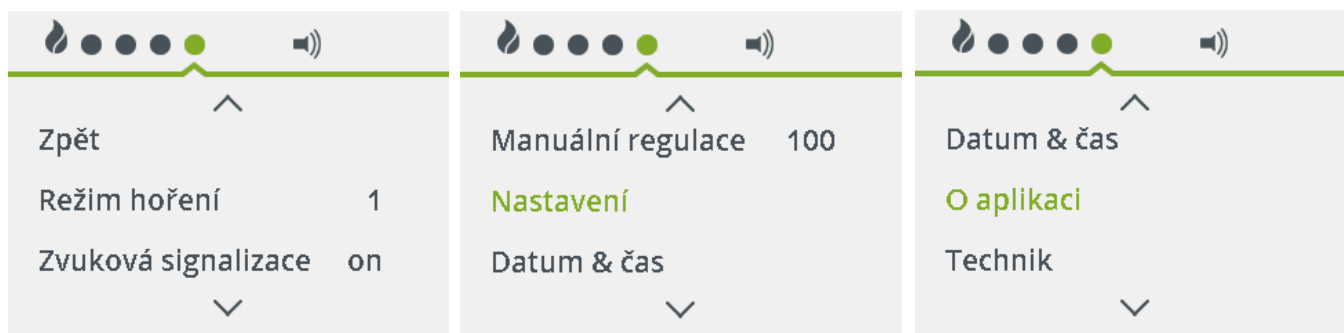 Zpět
Režim hoření 1
Zvuková signalizace on
Manuální regulace 100
Nastavení
Datum & čas
Datum & čas
O aplikaci
Technik